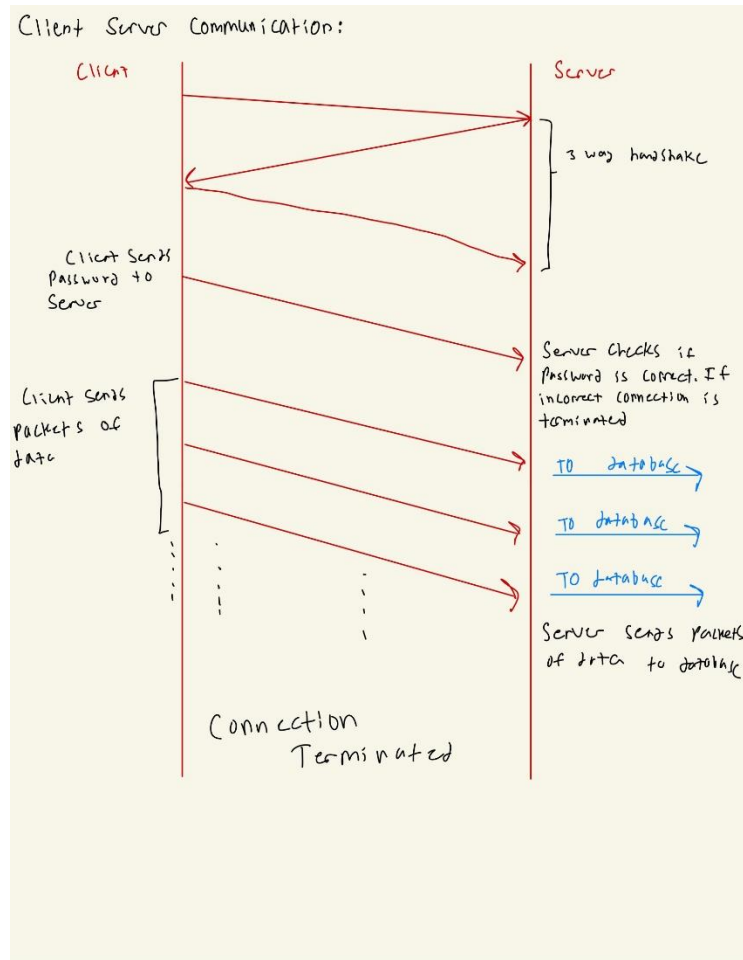 Client Server Communication:
Client
Server
3 way handshake
Client Sends
Password to
Server
Server Checks if
Password is correct. If
incorrect connection is
terminated
Client sends
packets of
data
TO database
TO database
TO database
Server sends packets
of data to database
Connection
Terminated